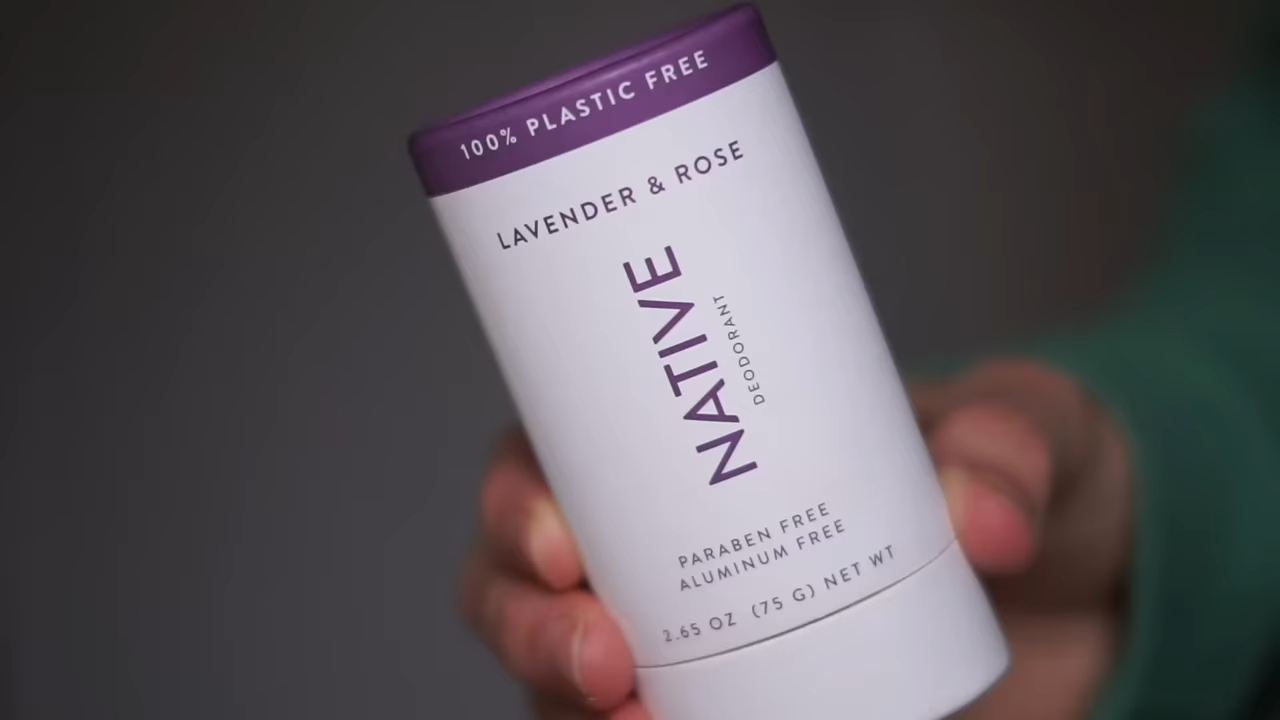 100% PLASTIC FREE
LAVENDER & ROSE
NATIVE
DEODORANT
PARABEN FREE
ALUMINUM FREE
2.65 OZ (75 G) NET WT